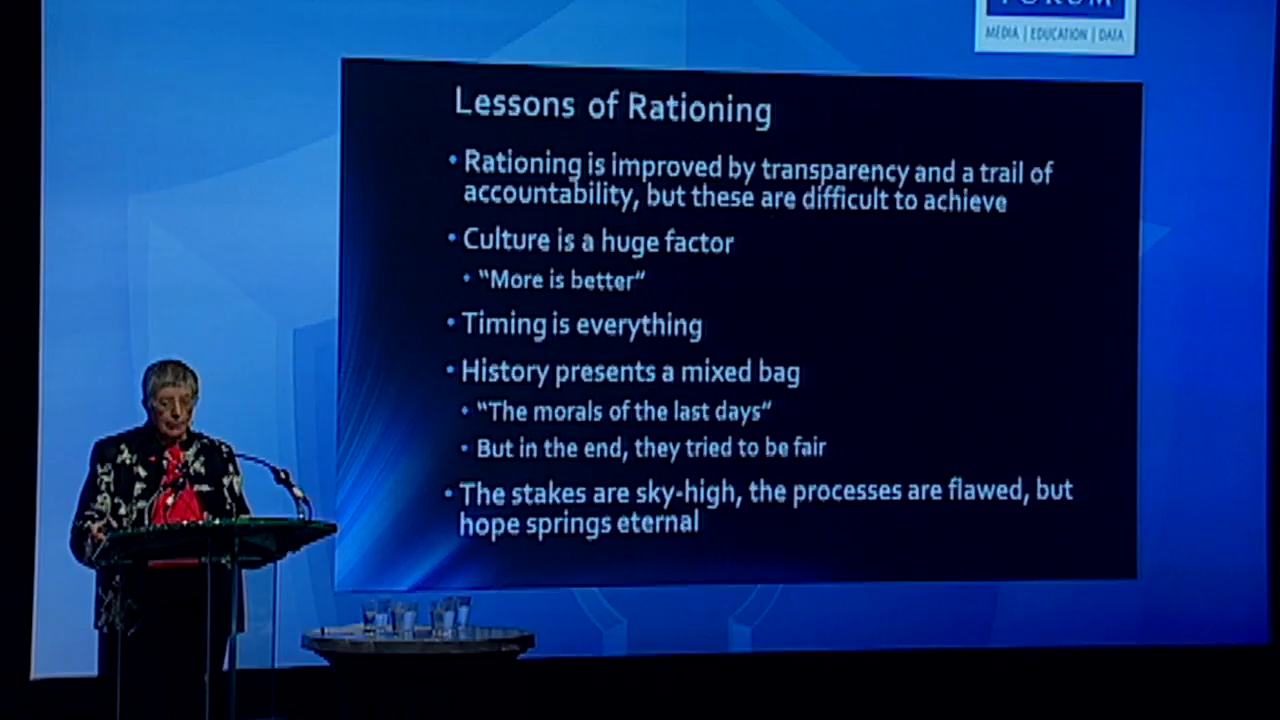 FORUM
MEDIA | EDUCATION | DATA
Lessons of Rationing
• Rationing is improved by transparency and a trail of
accountability, but these are difficult to achieve
• Culture is a huge factor
• "More is better"
• Timing is everything
• History presents a mixed bag
• "The morals of the last days"
• But in the end, they tried to be fair
• The stakes are sky-high, the processes are flawed, but
hope springs eternal